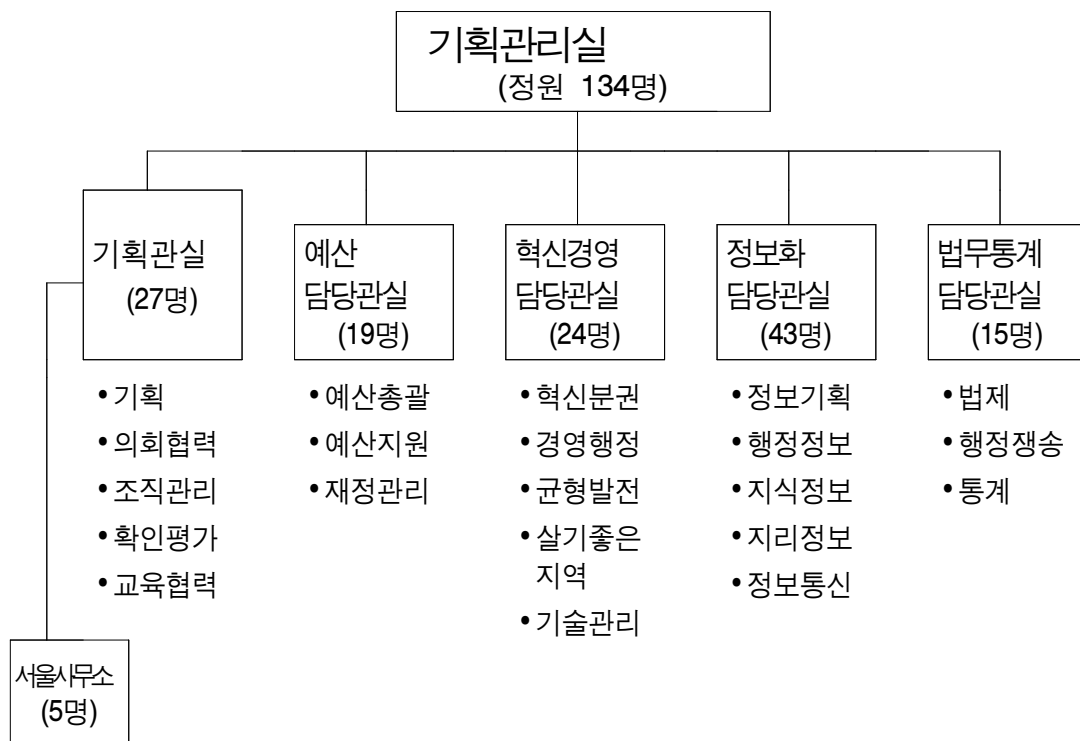 기획관리실
(정원 134명)
기획관실
(27명)
예산
담당관실
(19명)
혁신경영
담당관실
(24명)
정보화
담당관실
(43명)
법무통계
담당관실
(15명)
• 기획
• 의회협력
• 조직관리
• 확인평가
• 교육협력
• 예산총괄
• 예산지원
• 재정관리
• 혁신분권
• 경영행정
• 균형발전
• 살기좋은
지역
• 기술관리
• 정보기획
• 행정정보
• 지식정보
• 지리정보
• 정보통신
• 법제
• 행정쟁송
• 통계
서울사무소
(5명)